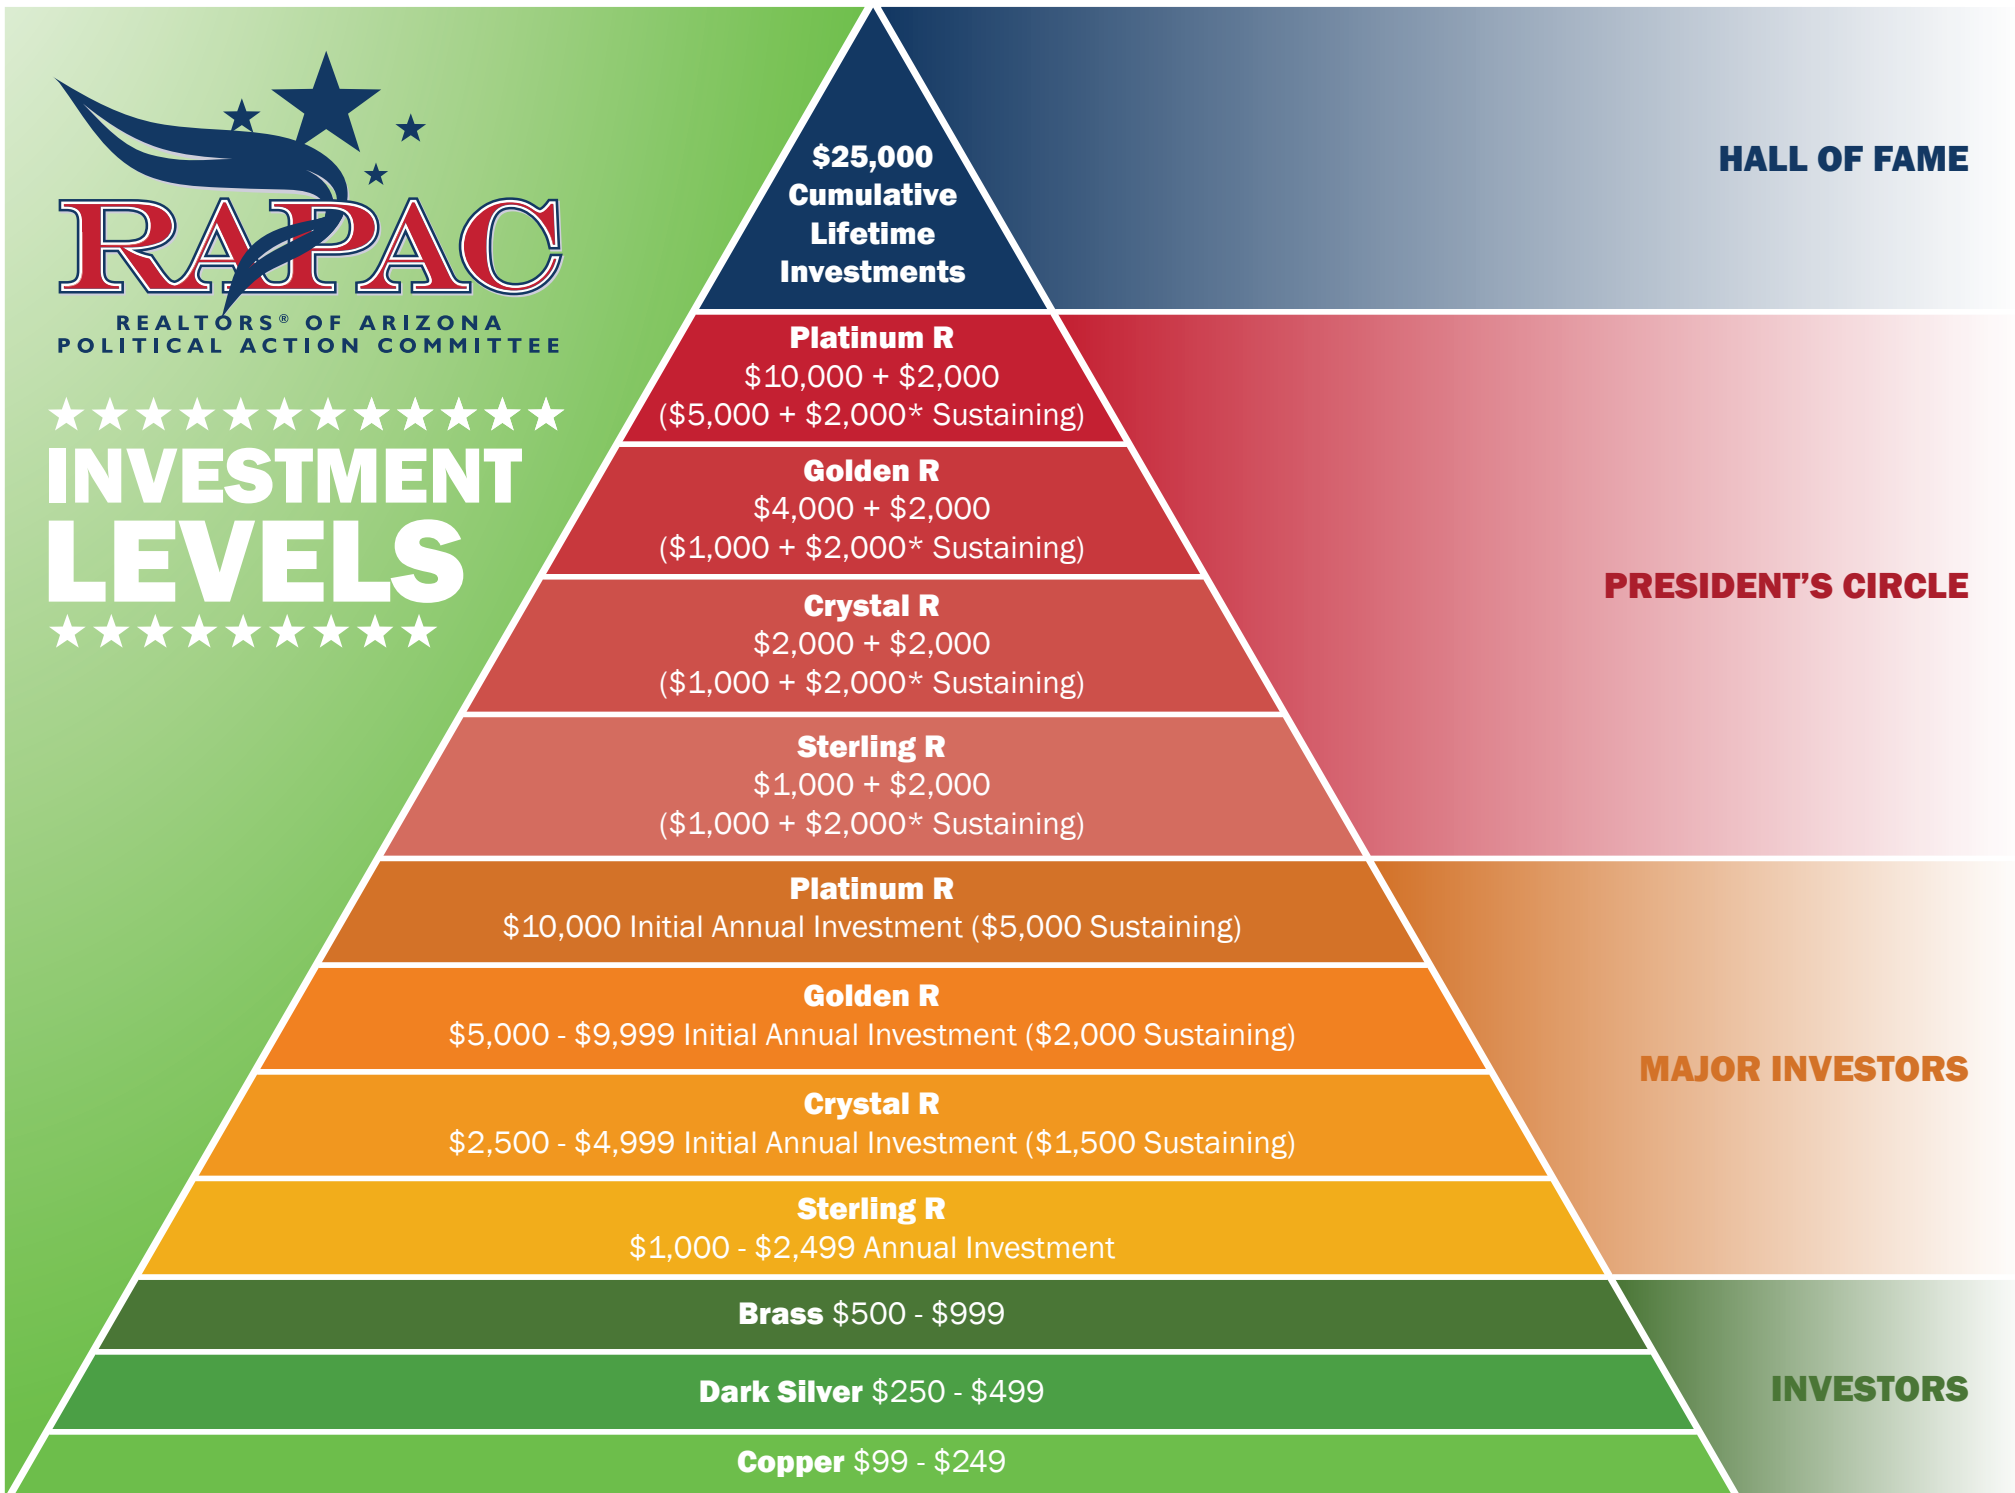 RAPAC
REALTORS® OF ARIZONA
POLITICAL ACTION COMMITTEE
INVESTMENT
LEVELS
$25,000
Cumulative
Lifetime
Investments
HALL OF FAME
Platinum R
$10,000 + $2,000
($5,000 + $2,000* Sustaining)
Golden R
$4,000 + $2,000
($1,000 + $2,000* Sustaining)
Crystal R
$2,000 + $2,000
($1,000 + $2,000* Sustaining)
Sterling R
$1,000 + $2,000
($1,000 + $2,000* Sustaining)
PRESIDENT’S CIRCLE
Platinum R
$10,000 Initial Annual Investment ($5,000 Sustaining)
Golden R
$5,000 - $9,999 Initial Annual Investment ($2,000 Sustaining)
Crystal R
$2,500 - $4,999 Initial Annual Investment ($1,500 Sustaining)
Sterling R
$1,000 - $2,499 Annual Investment
MAJOR INVESTORS
Brass $500 - $999
Dark Silver $250 - $499
Copper $99 - $249
INVESTORS